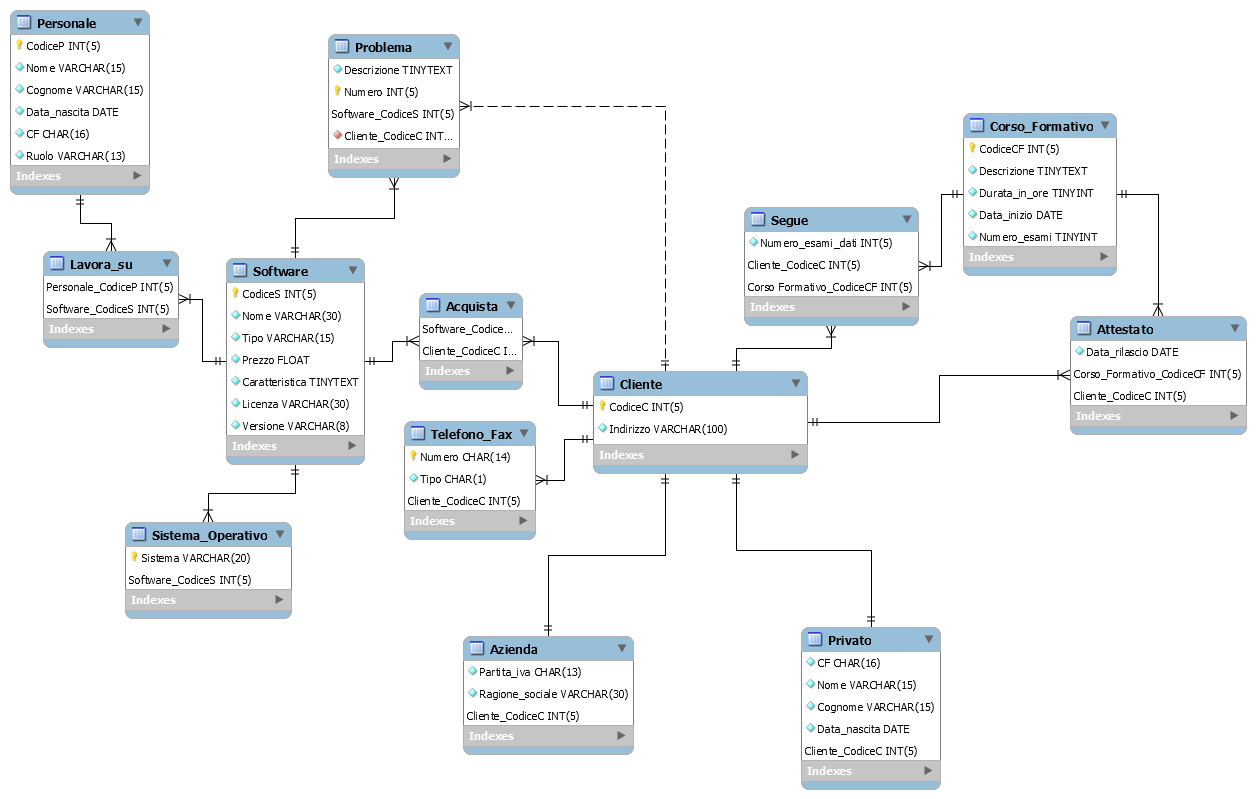 Personale
CodiceP INT(5)
Nome VARCHAR(15)
Cognome VARCHAR(15)
Data_nascita DATE
CF CHAR(16)
Ruolo VARCHAR(13)
Indexes
Problema
Descrizione TINYTEXT
Numero INT(5)
Software_CodiceS INT(5)
Cliente_CodiceC INT...
Indexes
Corso_Formativo
CodiceCF INT(5)
Descrizione TINYTEXT
Durata_in_ore TINYINT
Data_inizio DATE
Numero_esami TINYINT
Indexes
Segue
Numero_esami_dati INT(5)
Cliente_CodiceC INT(5)
Corso Formativo_CodiceCF INT(5)
Indexes
Lavora_su
Personale_CodiceP INT(5)
Software_CodiceS INT(5)
Indexes
Software
CodiceS INT(5)
Nome VARCHAR(30)
Tipo VARCHAR(15)
Prezzo FLOAT
Caratteristica TINYTEXT
Licenza VARCHAR(30)
Versione VARCHAR(8)
Indexes
Acquista
Software_Codice...
Cliente_CodiceC I...
Indexes
Attestato
Data_rilascio DATE
Corso_Formativo_CodiceCF INT(5)
Cliente_CodiceC INT(5)
Indexes
Cliente
CodiceC INT(5)
Indirizzo VARCHAR(100)
Indexes
Telefono_Fax
Numero CHAR(14)
Tipo CHAR(1)
Cliente_CodiceC INT(5)
Indexes
Sistema_Operativo
Sistema VARCHAR(20)
Software_CodiceS INT(5)
Indexes
Azienda
Partita_iva CHAR(13)
Ragione_sociale VARCHAR(30)
Cliente_CodiceC INT(5)
Indexes
Privato
CF CHAR(16)
Nome VARCHAR(15)
Cognome VARCHAR(15)
Data_nascita DATE
Cliente_CodiceC INT(5)
Indexes